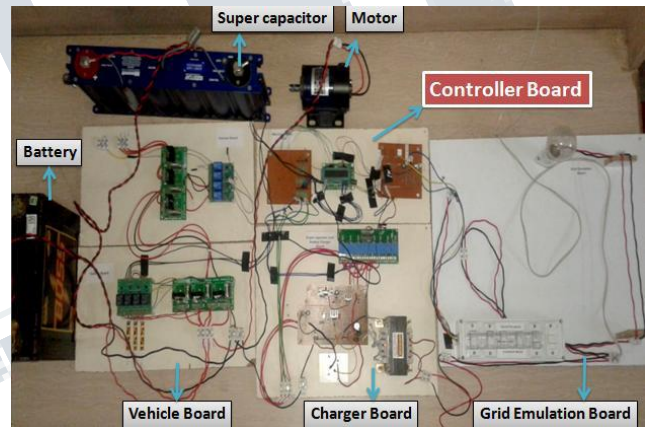 Super capacitor
Motor
Controller Board
Battery
Vehicle Board
Charger Board
Grid Emulation Board